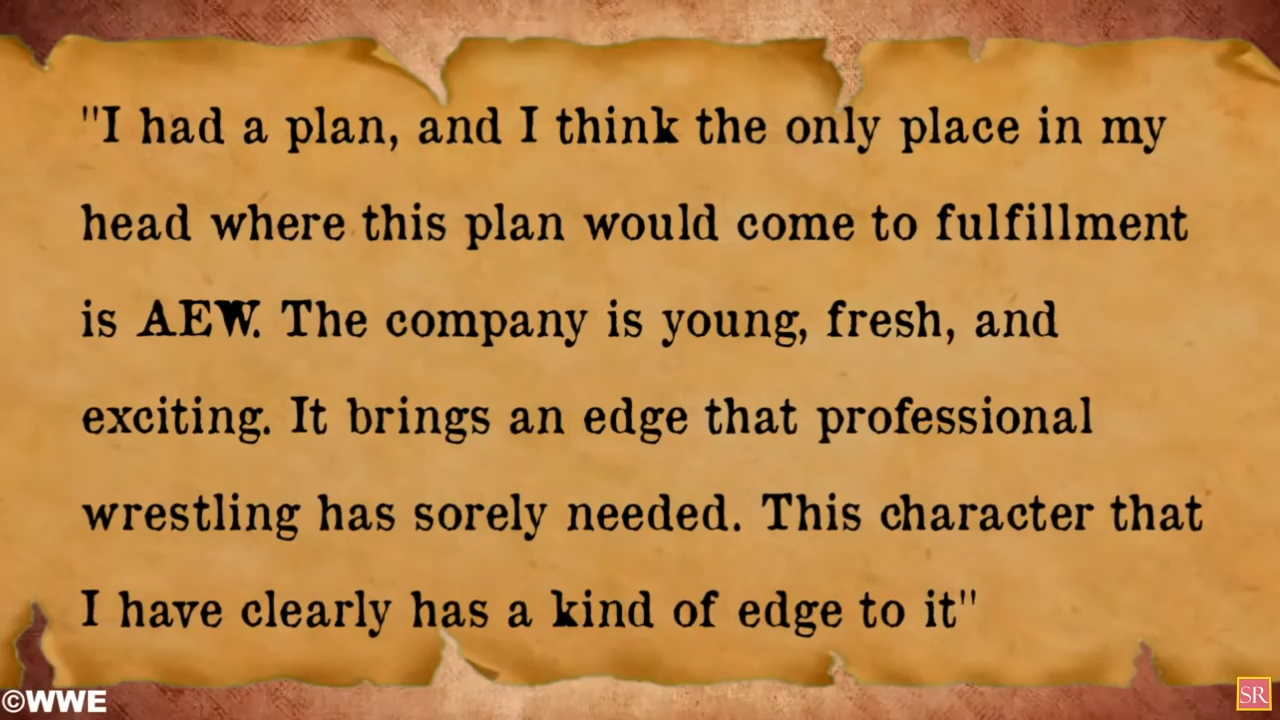 "I had a plan, and I think the only place in my
head where this plan would come to fulfillment
is AEW. The company is young, fresh, and
exciting. It brings an edge that professional
wrestling has sorely needed. This character that
I have clearly has a kind of edge to it"
©WWE
SR